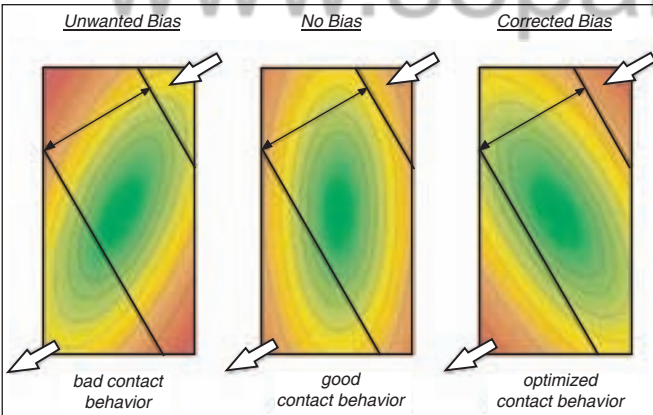 Unwanted Bias
No Bias
Corrected Bias
bad contact
behavior
good
contact behavior
optimized
contact behavior